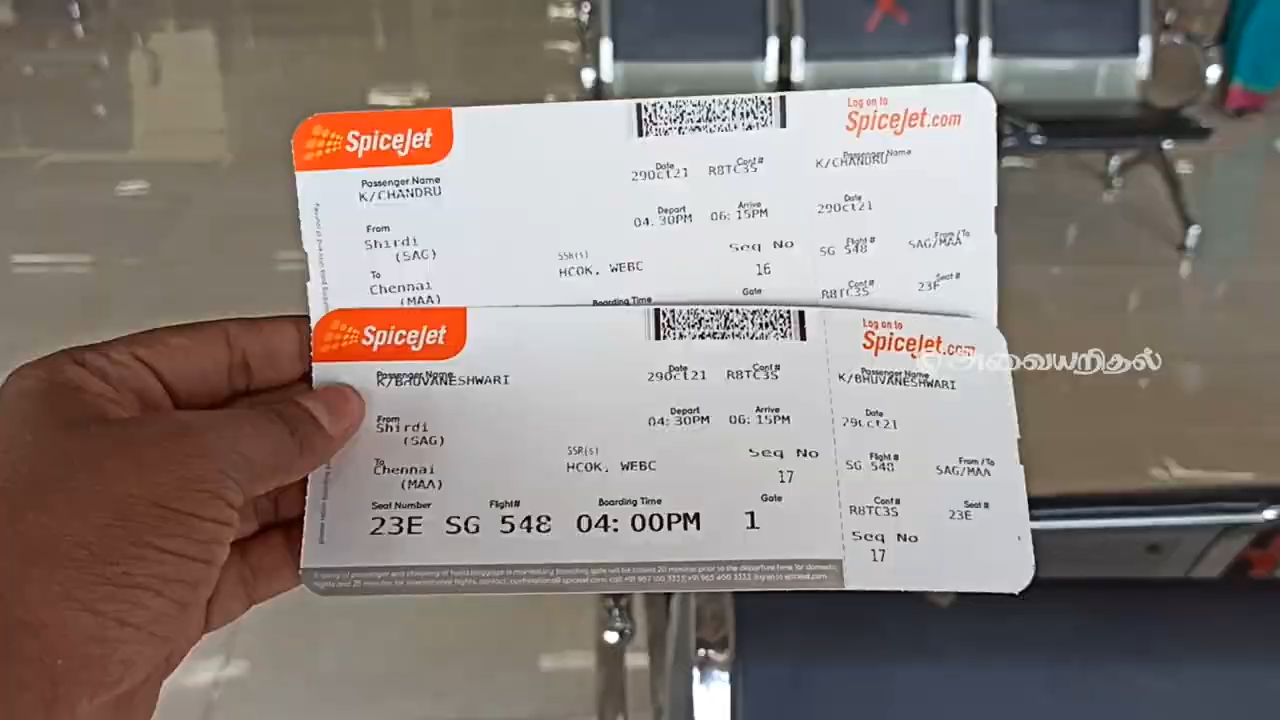 SpiceJet
Log on to
SpiceJet.com
Passenger Name
K/CHANDRU
Date
29Oct21
Conf #
R8TC3S
Passenger Name
K/CHANDRU
From
Shirdi
(SAG)
Depart
04.30PM
Arrive
06:15PM
Date
29Oct21
To
Chennai
(MAA)
SSR(s)
HCOK, WEBC
Seq No
16
Flight #
SG 548
From/To
SAG/MAA
Boarding Time
Gate
Conf #
R8TC3S
Seat #
23F
SpiceJet
Log on to
SpiceJet.com
அவையறிதல்
Passenger Name
K/BHUVANESHWARI
Date
29Oct21
Conf #
R8TC3S
Passenger Name
K/BHUVANESHWARI
From
Shirdi
(SAG)
Depart
04:30PM
Arrive
06:15PM
Date
29Oct21
To
Chennai
(MAA)
SSR(s)
HCOK, WEBC
Seq No
17
Flight #
SG 548
From/To
SAG/MAA
Seat Number
23E
Flight#
SG 548
Boarding Time
04:00PM
Gate
1
Conf #
R8TC3S
Seat #
23E
Seq No
17